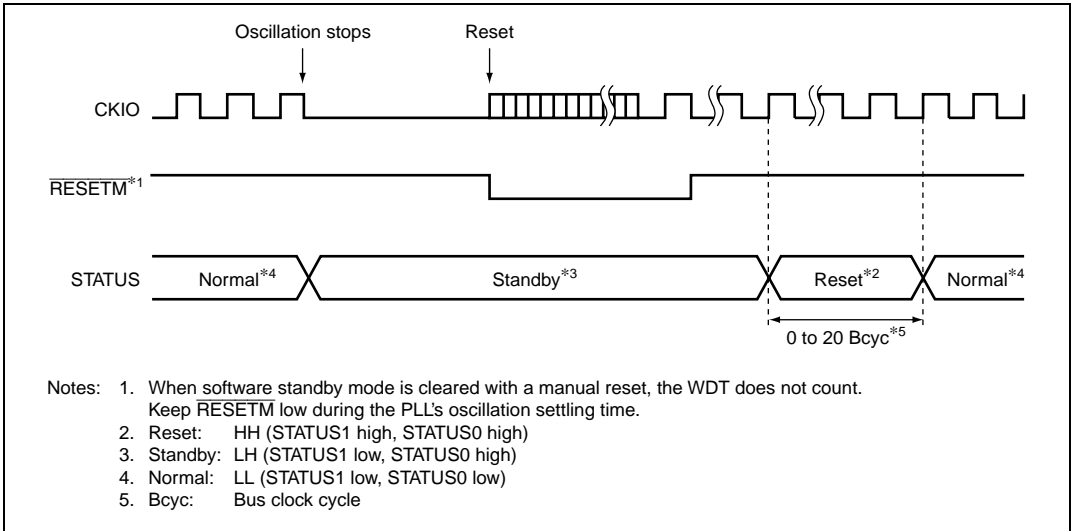 Oscillation stops Reset
CKIO
RESETM*1
STATUS Normal*4 Standby*3 Reset*2 Normal*4
0 to 20 Bcyc*5
Notes: 1. When software standby mode is cleared with a manual reset, the WDT does not count.
Keep RESETM low during the PLL's oscillation settling time.
2. Reset: HH (STATUS1 high, STATUS0 high)
3. Standby: LH (STATUS1 low, STATUS0 high)
4. Normal: LL (STATUS1 low, STATUS0 low)
5. Bcyc: Bus clock cycle